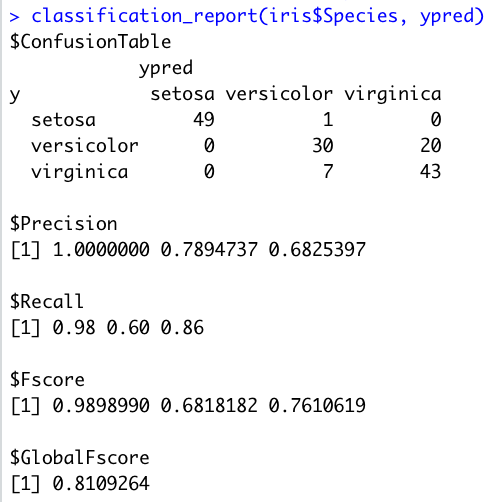 > classification_report(iris$Species, ypred)
$ConfusionTable
            ypred
y            setosa versicolor virginica
  setosa         49          1         0
  versicolor      0         30        20
  virginica       0          7        43
$Precision
[1] 1.0000000 0.7894737 0.6825397
$Recall
[1] 0.98 0.60 0.86
$Fscore
[1] 0.9898990 0.6818182 0.7610619
$GlobalFscore
[1] 0.8109264